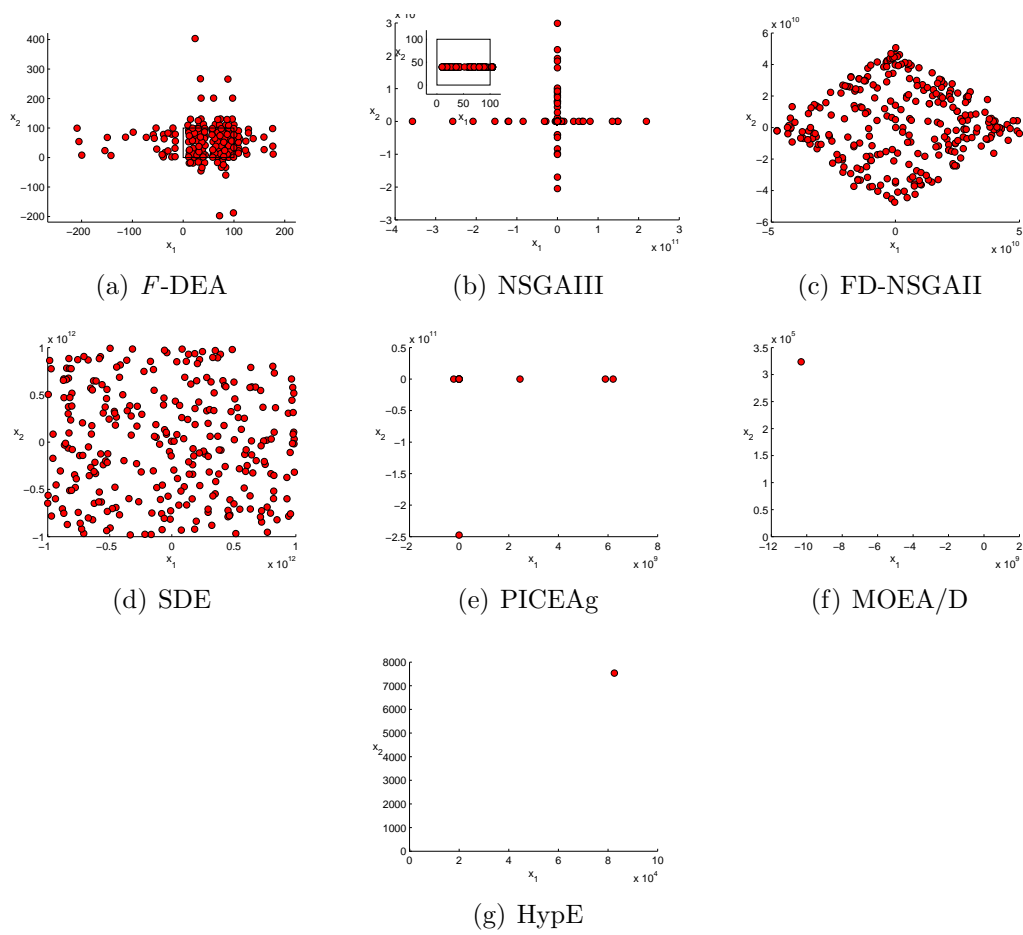 400
300
200
100
0
−100
−200
x2
−200 −100 0 100 200
x1
(a) F-DEA
3
2
1
0
−1
−2
−3
x2
−4 −3 −2 −1 0 1 2 3
x1
x 10^11
100
50
0
x2
0 50 100
x1
(b) NSGAIII
x 10^10
6
4
2
0
−2
−4
−6
x2
−5 0 5
x1
x 10^10
(c) FD-NSGAII
x 10^12
1
0.5
0
−0.5
−1
x2
−1 −0.5 0 0.5 1
x1
x 10^12
(d) SDE
x 10^11
0.5
0
−0.5
−1
−1.5
−2
−2.5
x2
−2 0 2 4 6 8
x1
x 10^9
(e) PICEAg
x 10^5
3.5
3
2.5
2
1.5
1
0.5
0
x2
−12 −10 −8 −6 −4 −2 0 2
x1
x 10^9
(f) MOEA/D
8000
7000
6000
5000
4000
3000
2000
1000
0
x2
0 2 4 6 8 10
x1
x 10^4
(g) HypE